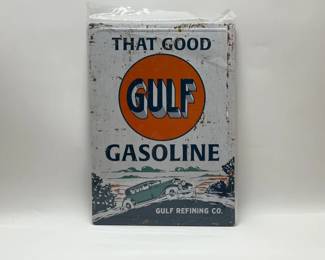 THAT GOOD
GULF
GASOLINE
GULF REFINING CO.